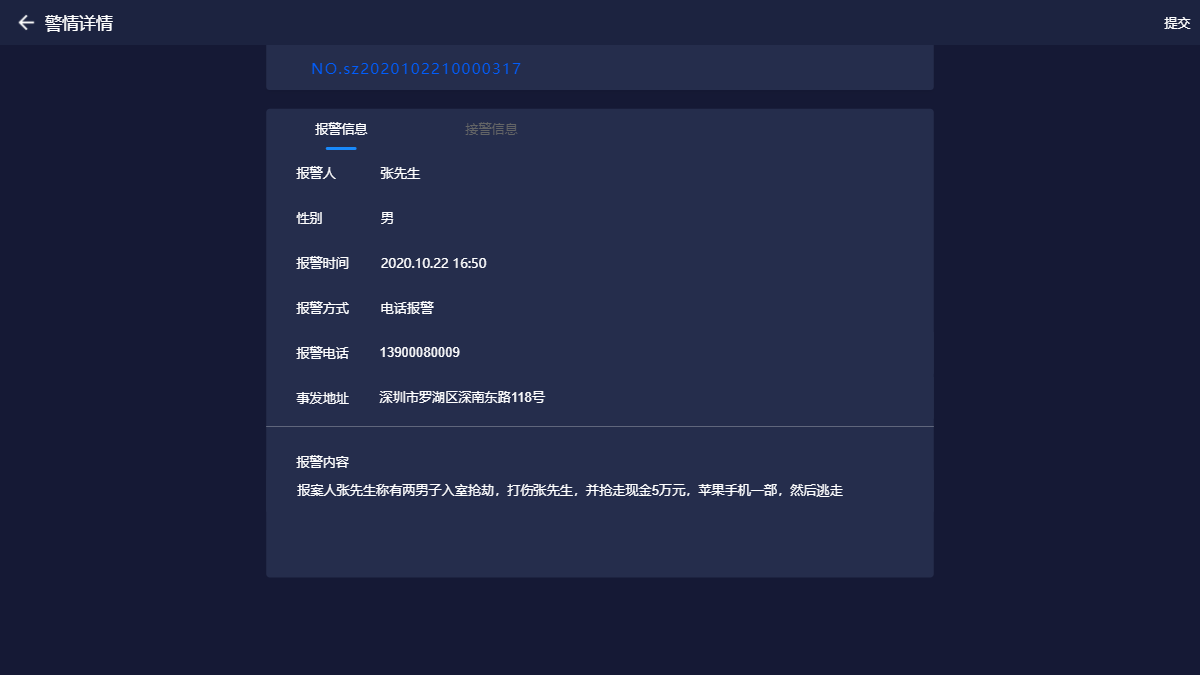 警情详情 提交
NO.sz2020102210000317
报警信息 接警信息
报警人 张先生
性别 男
报警时间 2020.10.22 16:50
报警方式 电话报警
报警电话 13900080009
事发地址 深圳市罗湖区深南东路118号
报警内容
报案人张先生称有两男子入室抢劫，打伤张先生，并抢走现金5万元，苹果手机一部，然后逃走